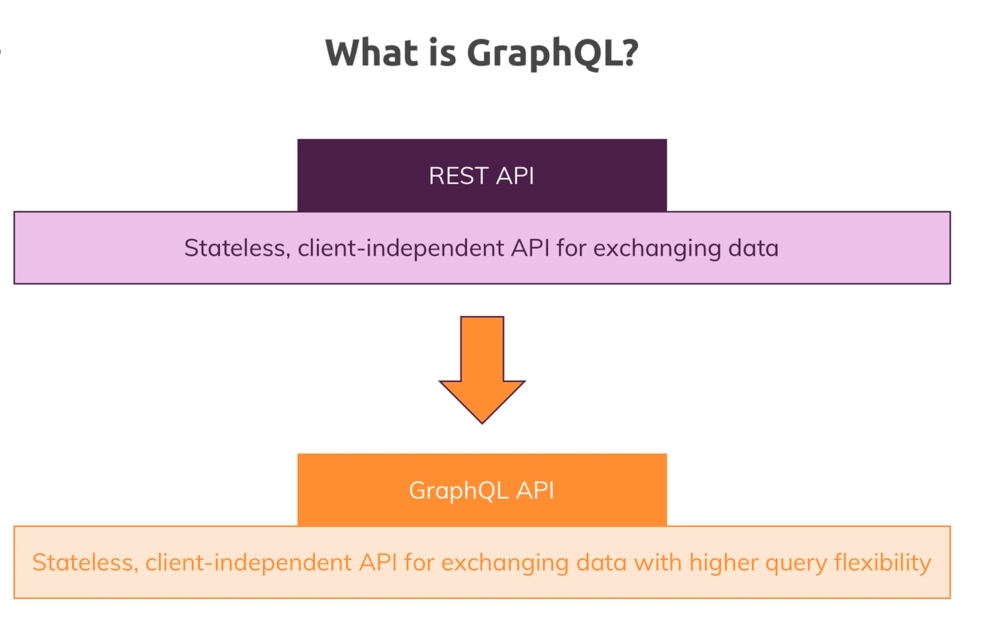 What is GraphQL?
REST API
Stateless, client-independent API for exchanging data
GraphQL API
Stateless, client-independent API for exchanging data with higher query flexibility